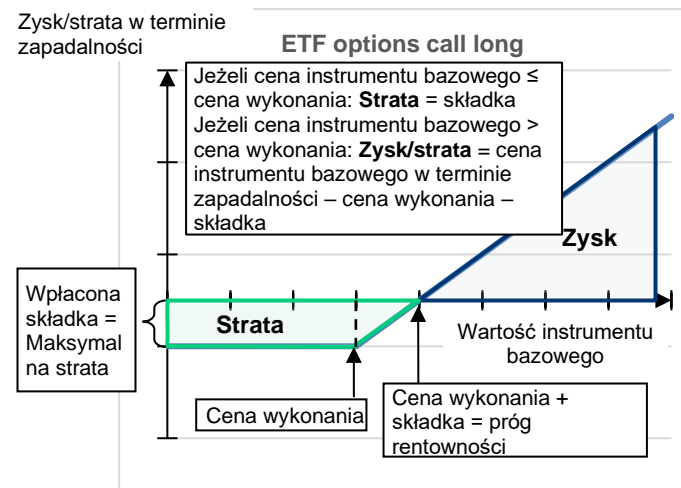 Zysk/strata w terminie
zapadalności
ETF options call long
Jeżeli cena instrumentu bazowego ≤
cena wykonania: Strata = składka
Jeżeli cena instrumentu bazowego >
cena wykonania: Zysk/strata = cena
instrumentu bazowego w terminie
zapadalności – cena wykonania –
składka
Zysk
Wpłacona
składka =
Maksymal
na strata
Strata
Wartość instrumentu
bazowego
Cena wykonania
Cena wykonania +
składka = próg
rentowności